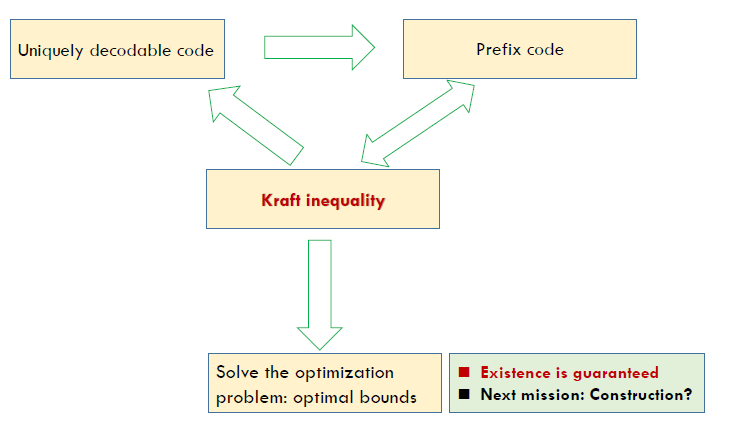 Uniquely decodable code
Prefix code
Kraft inequality
Solve the optimization
problem: optimal bounds
Existence is guaranteed
Next mission: Construction?